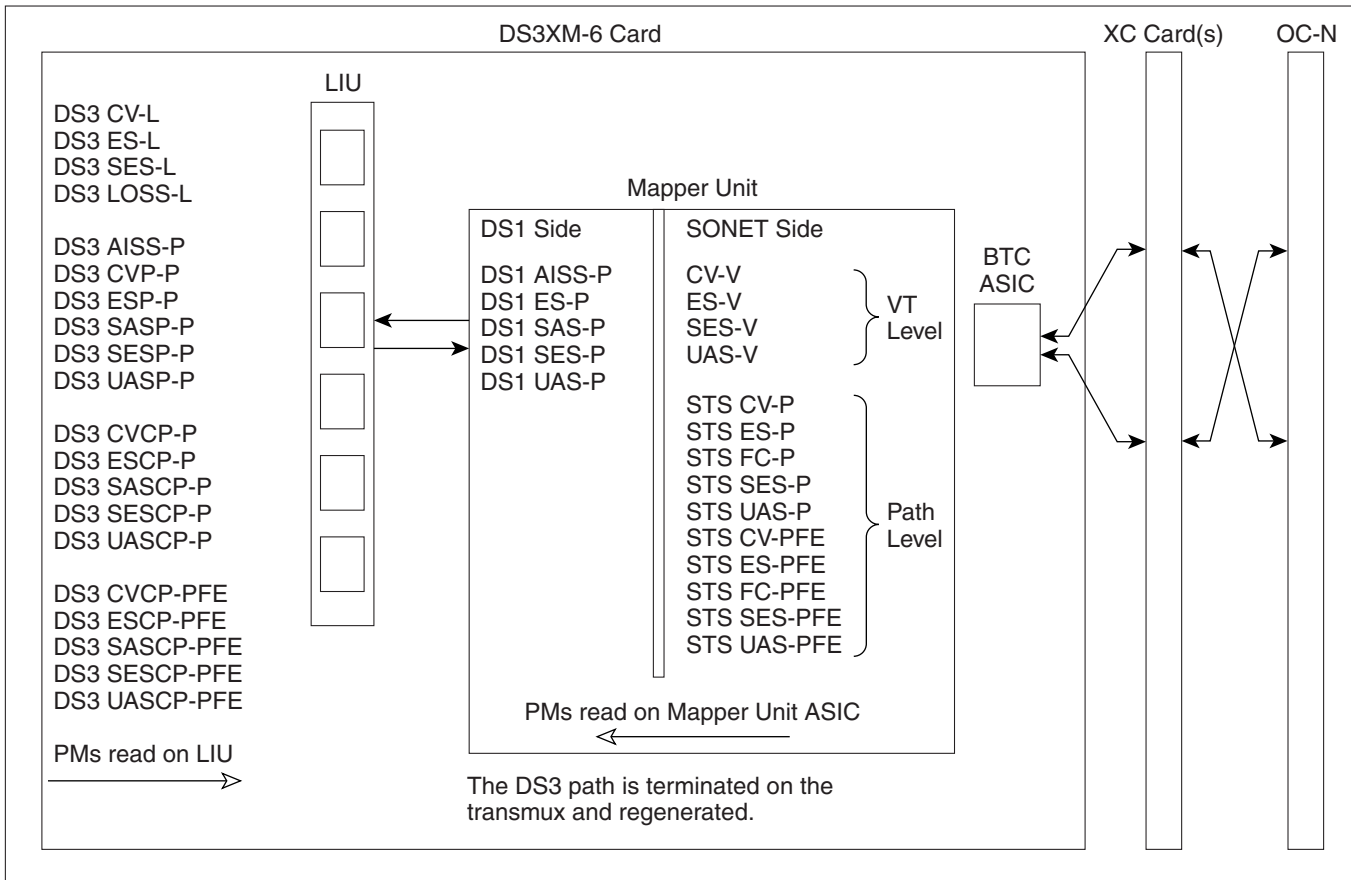 DS3XM-6 Card
XC Card(s)
OC-N
LIU
DS3 CV-L
DS3 ES-L
DS3 SES-L
DS3 LOSS-L
DS3 AISS-P
DS3 CVP-P
DS3 ESP-P
DS3 SASP-P
DS3 SESP-P
DS3 UASP-P
DS3 CVCP-P
DS3 ESCP-P
DS3 SASCP-P
DS3 SESCP-P
DS3 UASCP-P
DS3 CVCP-PFE
DS3 ESCP-PFE
DS3 SASCP-PFE
DS3 SESCP-PFE
DS3 UASCP-PFE
PMs read on LIU
Mapper Unit
DS1 Side
DS1 AISS-P
DS1 ES-P
DS1 SAS-P
DS1 SES-P
DS1 UAS-P
SONET Side
CV-V
ES-V
SES-V
UAS-V
VT
Level
STS CV-P
STS ES-P
STS FC-P
STS SES-P
STS UAS-P
STS CV-PFE
STS ES-PFE
STS FC-PFE
STS SES-PFE
STS UAS-PFE
Path
Level
PMs read on Mapper Unit ASIC
The DS3 path is terminated on the
transmux and regenerated.
BTC
ASIC